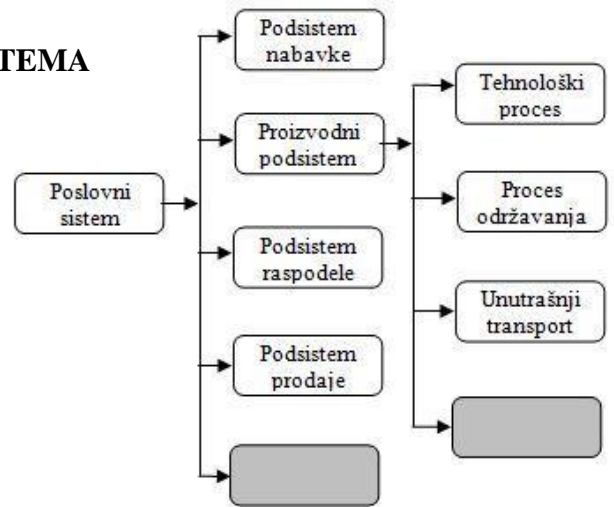 TEMA
Poslovni
sistem
Podsistem
nabavke
Proizvodni
podsistem
Podsistem
raspodele
Podsistem
prodaje
Tehnološki
proces
Proces
održavanja
Unutrašnji
transport